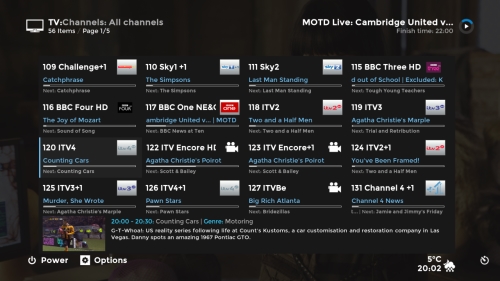 TV:Channels: All channels
56 Items / Page 1/5
MOTD Live: Cambridge United v...
Finish time: 22:00
109 Challenge+1
Catchphrase
Next: Catchphrase
110 Sky1 +1
The Simpsons
Next: The Simpsons
111 Sky2
Last Man Standing
Next: Last Man Standing
115 BBC Three HD
d out of School | Excluded: K
Next: Tough Young Teachers
116 BBC Four HD
The Joy of Mozart
Next: Sound of Song
117 BBC One NE&C
ambridge United v... | MOTD
Next: BBC News at Ten
118 ITV2
Two and a Half Men
Next: Two and a Half Men
119 ITV3
Agatha Christie's Marple
Next: Trial and Retribution
120 ITV4
Counting Cars
Next: Counting Cars
122 ITV Encore HD
Agatha Christie's Poirot
Next: Scott & Bailey
123 ITV Encore+1
Agatha Christie's Poirot
Next: Scott & Bailey
124 ITV2+1
You've Been Framed!
Next: Two and a Half Men
125 ITV3+1
Murder, She Wrote
Next: Agatha Christie's Marple
126 ITV4+1
Pawn Stars
Next: Pawn Stars
127 ITVBe
Big Rich Atlanta
Next: Bridezillas
131 Channel 4 +1
Channel 4 News
Next: Jamie and Jimmy's Friday
20:00 - 20:30: Counting Cars | Genre: Motoring
G-T-Whoa!: US reality series following life at Count's Kustoms, a car customisation and restoration company in Las
Vegas. Danny spots an amazing 1967 Pontiac GTO.
Power
Options
5°C
20:02